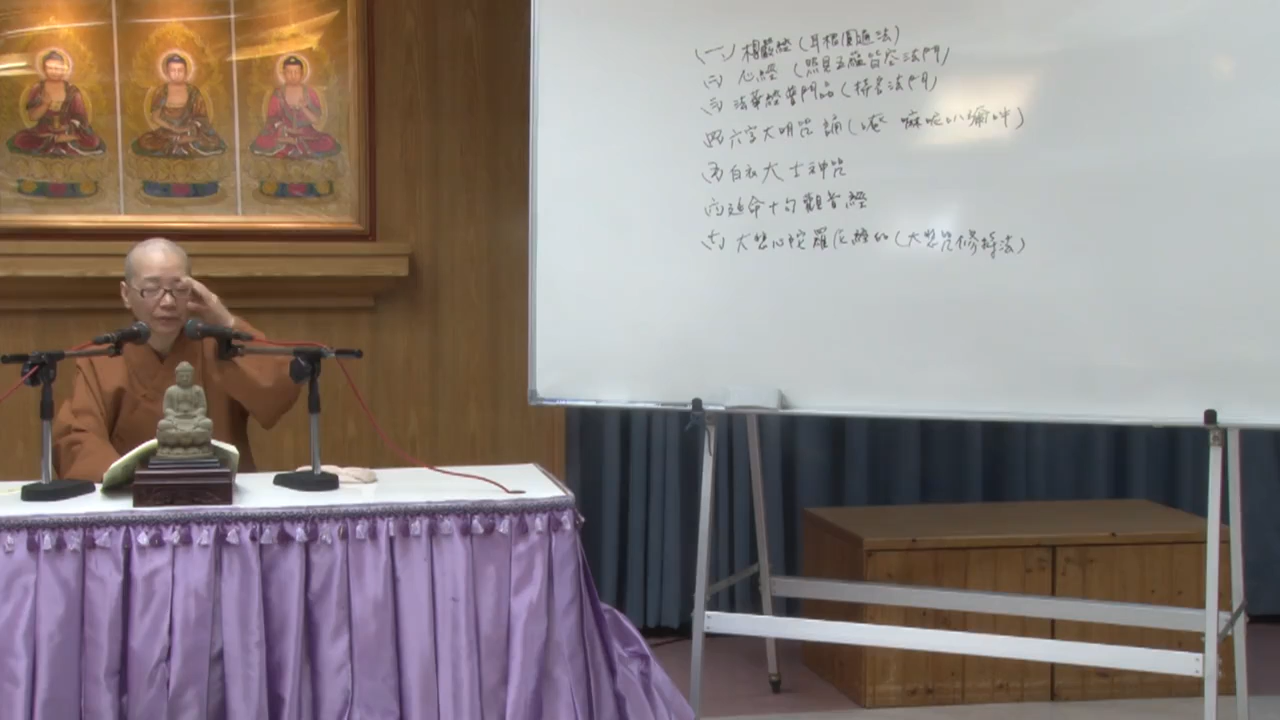 (一) 楞嚴經 (耳根圓通法)
(二) 心經 (照見五蘊皆空法門)
(三) 法華經普門品 (持名法門)
(四) 六字大明咒 誦 (唵 嘛呢叭彌吽)
(五) 白衣大士神咒
(六) 延命十句觀音經
(七) 大悲心陀羅尼經 (大悲咒修持法)